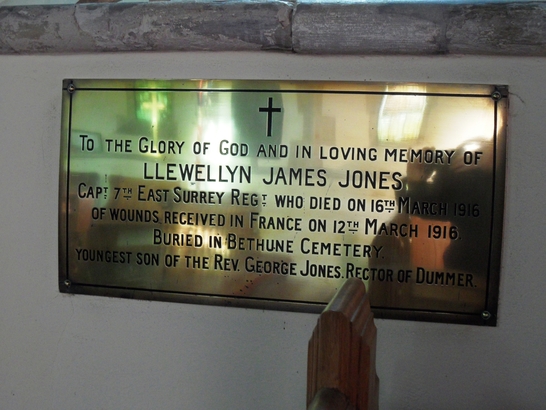 TO THE GLORY OF GOD AND IN LOVING MEMORY OF
LLEWELLYN JAMES JONES,
CAPT 7TH EAST SURREY REGT WHO DIED ON 16TH MARCH 1916
OF WOUNDS, RECEIVED IN FRANCE ON 12TH MARCH 1916.
BURIED IN BETHUNE CEMETERY.
YOUNGEST SON OF THE REV. GEORGE JONES. RECTOR OF DUMMER.